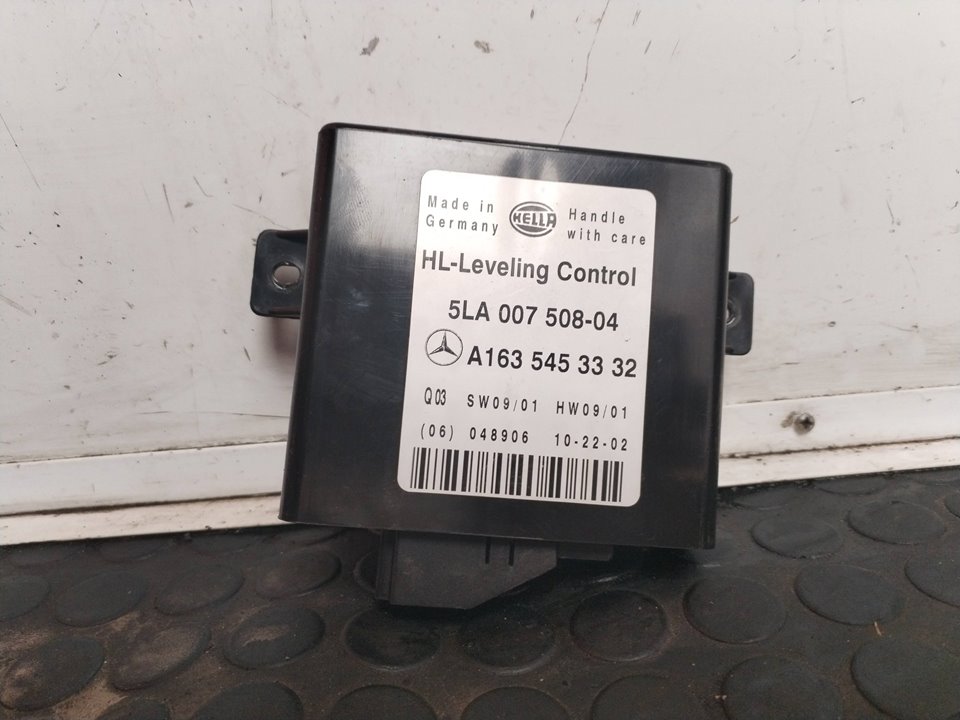 Made in Germany
HELLA
Handle with care
HL-Leveling Control
5LA 007 508-04
A163 545 33 32
Q03 SW09/01 HW09/01
(06) 048906 10-22-02